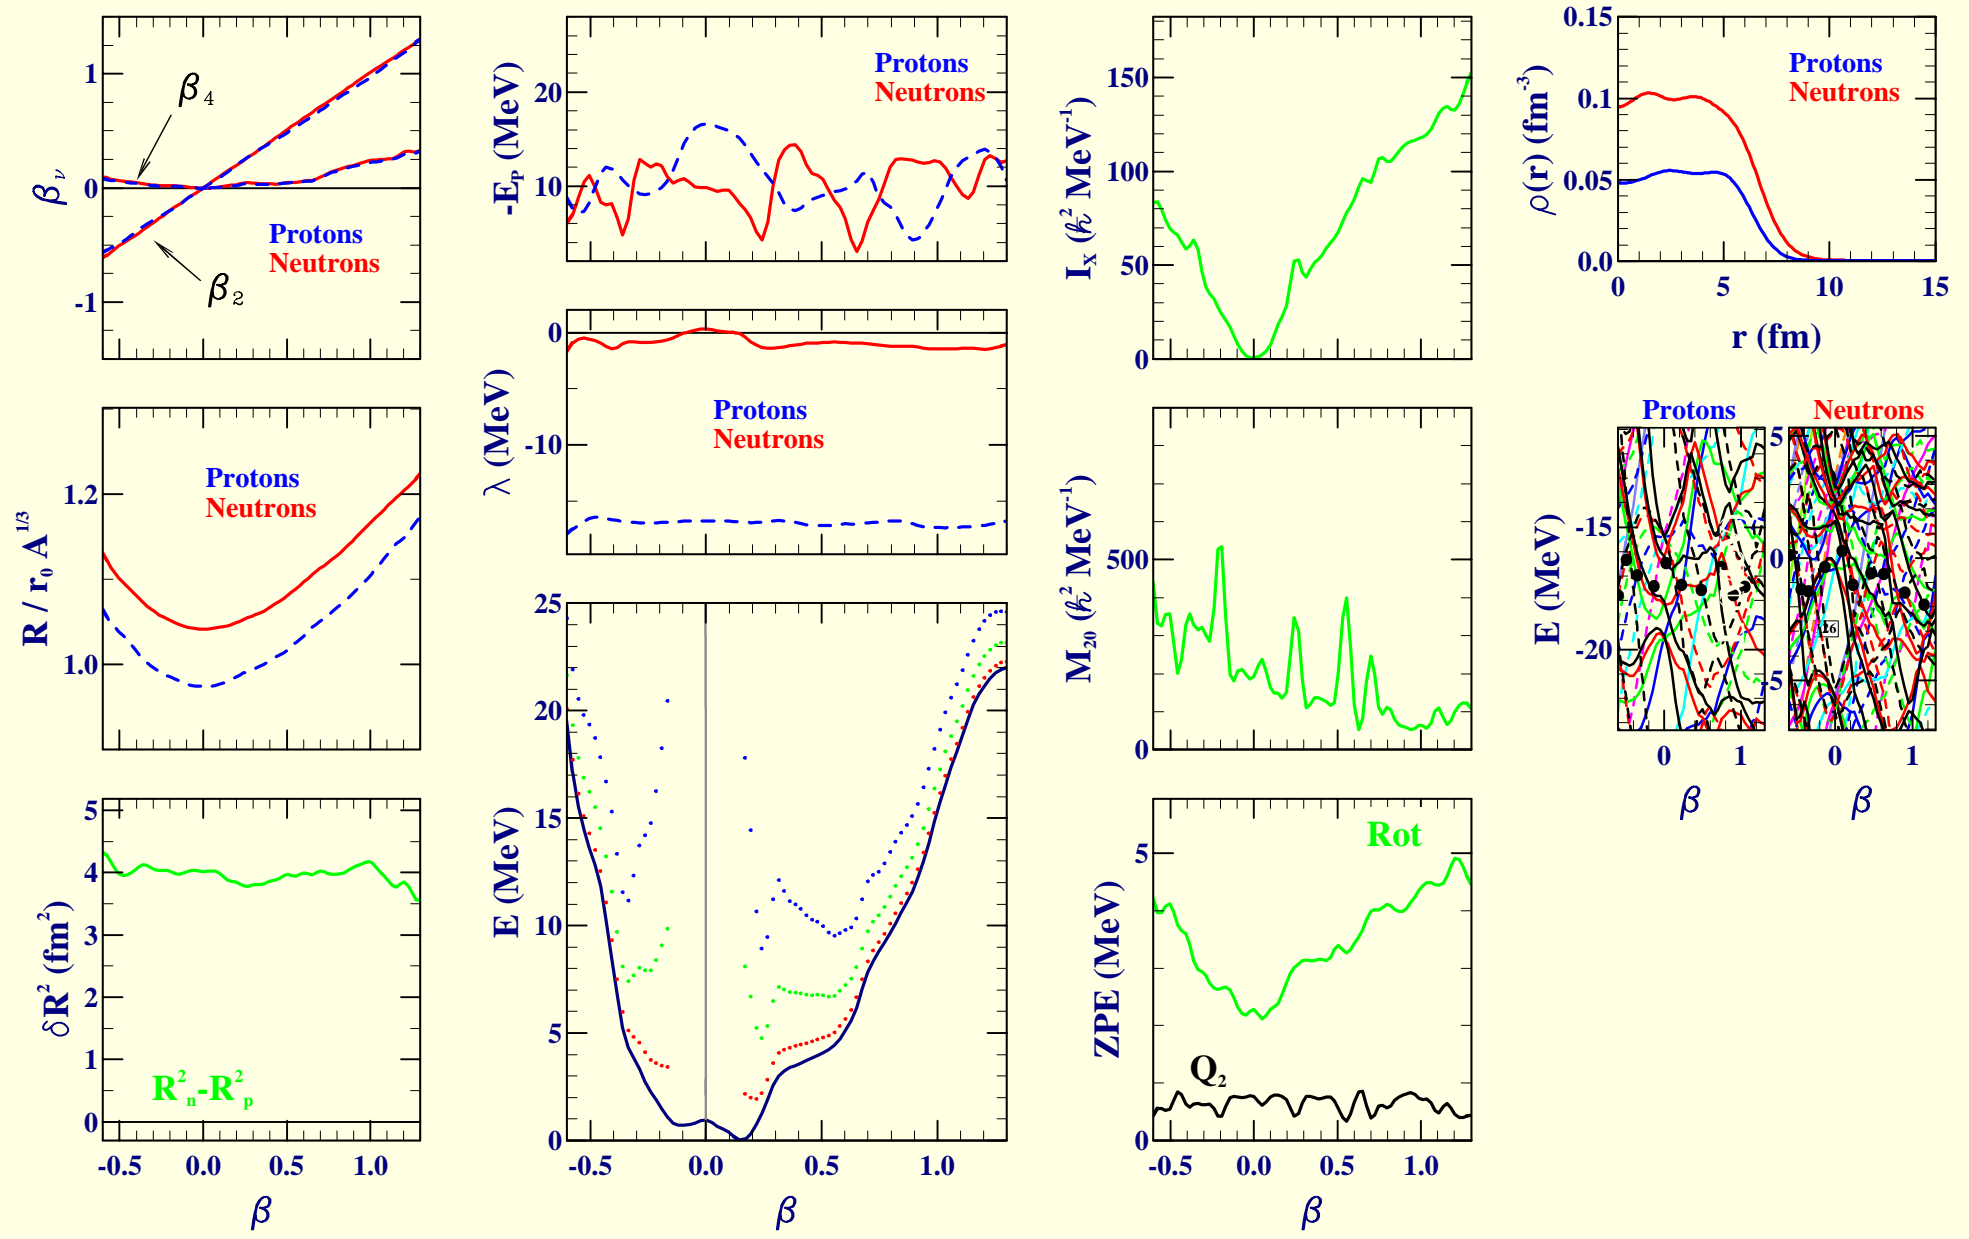 1
0
-1
βν
β4
β2
Protons
Neutrons
1.2
1.0
R / r0 A1/3
Protons
Neutrons
5
4
3
2
1
0
δR2 (fm2)
R2n-R2p
-0.5 0.0 0.5 1.0
β
20
10
-EP (MeV)
Protons
Neutrons
0
-10
λ (MeV)
Protons
Neutrons
25
20
15
10
5
0
E (MeV)
-0.5 0.0 0.5 1.0
β
150
100
50
0
IX (ℏ2 MeV-1)
500
0
M20 (ℏ2 MeV-1)
5
0
ZPE (MeV)
Rot
Q2
-0.5 0.0 0.5 1.0
β
0.15
0.1
0.05
0.0
ρ(r) (fm-3)
Protons
Neutrons
0 5 10 15
r (fm)
Protons Neutrons
-15
-20
E (MeV)
5
0
-5
0 1 0 1
β β